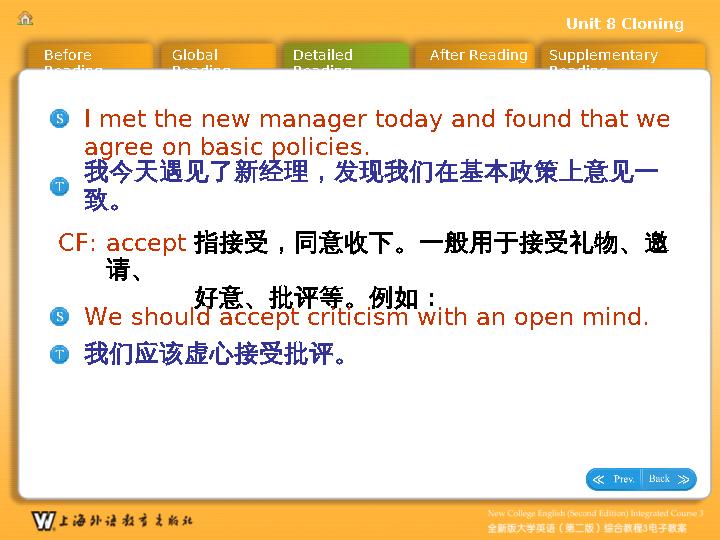 Unit 8 Cloning
Before
Reading
Global
Reading
Detailed
Reading
After Reading
Supplementary
Reading
S I met the new manager today and found that we
agree on basic policies.
T 我今天遇见了新经理，发现我们在基本政策上意见一
致。
CF: accept 指接受，同意收下。一般用于接受礼物、邀
请、
好意、批评等。例如：
S We should accept criticism with an open mind.
T 我们应该虚心接受批评。
Prev. Back
W 上海外语教育出版社
New College English (Second Edition) Integrated Course 3
全新版大学英语（第二版）综合教程3电子教案